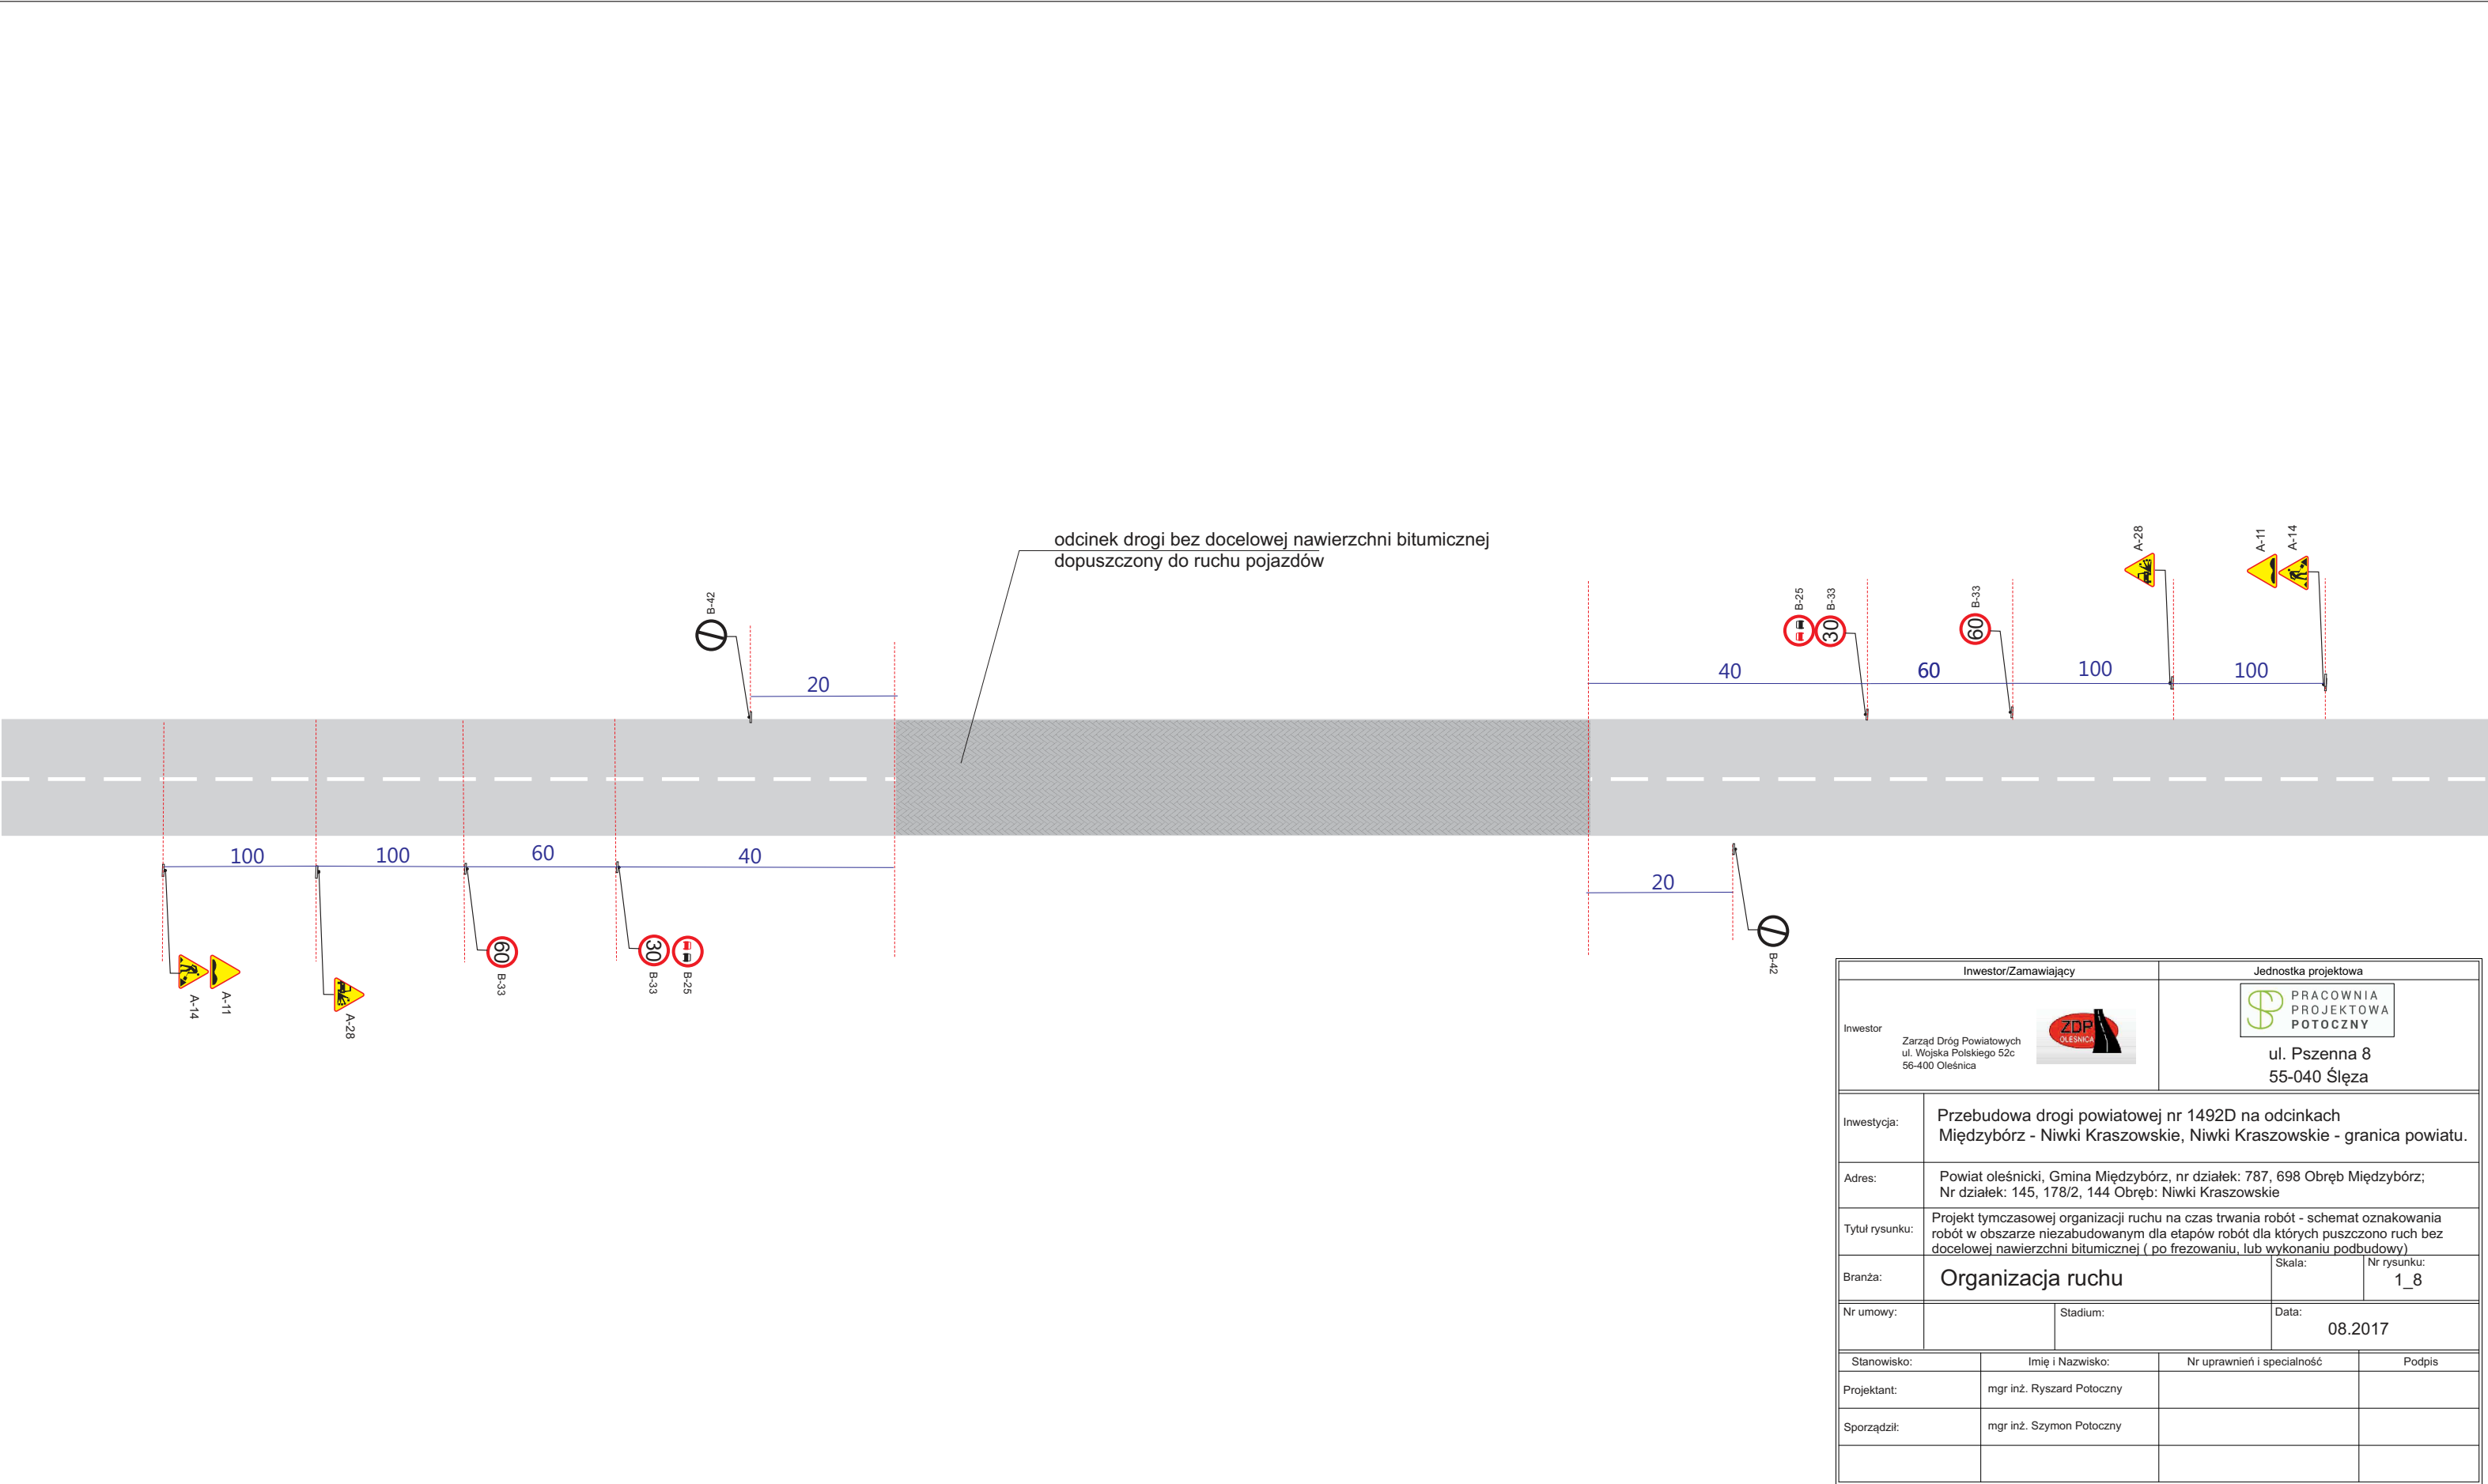 odcinek drogi bez docelowej nawierzchni bitumicznej
dopuszczony do ruchu pojazdów
B-42
20
B-25
B-33
30
B-33
60
A-28
A-11
A-14
40
60
100
100
100
100
60
40
20
A-14
A-11
A-28
60
B-33
30
B-33
B-25
B-42
Inwestor/Zamawiający
Jednostka projektowa
Inwestor
Zarząd Dróg Powiatowych
ul. Wojska Polskiego 52c
56-400 Oleśnica
ZDP
OLEŚNICA
PRACOWNIA
PROJEKTOWA
POTOCZNY
ul. Pszenna 8
55-040 Ślęza
Inwestycja:
Przebudowa drogi powiatowej nr 1492D na odcinkach
Międzybórz - Niwki Kraszowskie, Niwki Kraszowskie - granica powiatu.
Adres:
Powiat oleśnicki, Gmina Międzybórz, nr działek: 787, 698 Obręb Międzybórz;
Nr działek: 145, 178/2, 144 Obręb: Niwki Kraszowskie
Tytuł rysunku:
Projekt tymczasowej organizacji ruchu na czas trwania robót - schemat oznakowania
robót w obszarze niezabudowanym dla etapów robót dla których puszczono ruch bez
docelowej nawierzchni bitumicznej ( po frezowaniu, lub wykonaniu podbudowy)
Branża:
Organizacja ruchu
Skala:
Nr rysunku:
1_8
Nr umowy:
Stadium:
Data:
08.2017
Stanowisko:
Imię i Nazwisko:
Nr uprawnień i specialność
Podpis
Projektant:
mgr inż. Ryszard Potoczny
Sporządził:
mgr inż. Szymon Potoczny